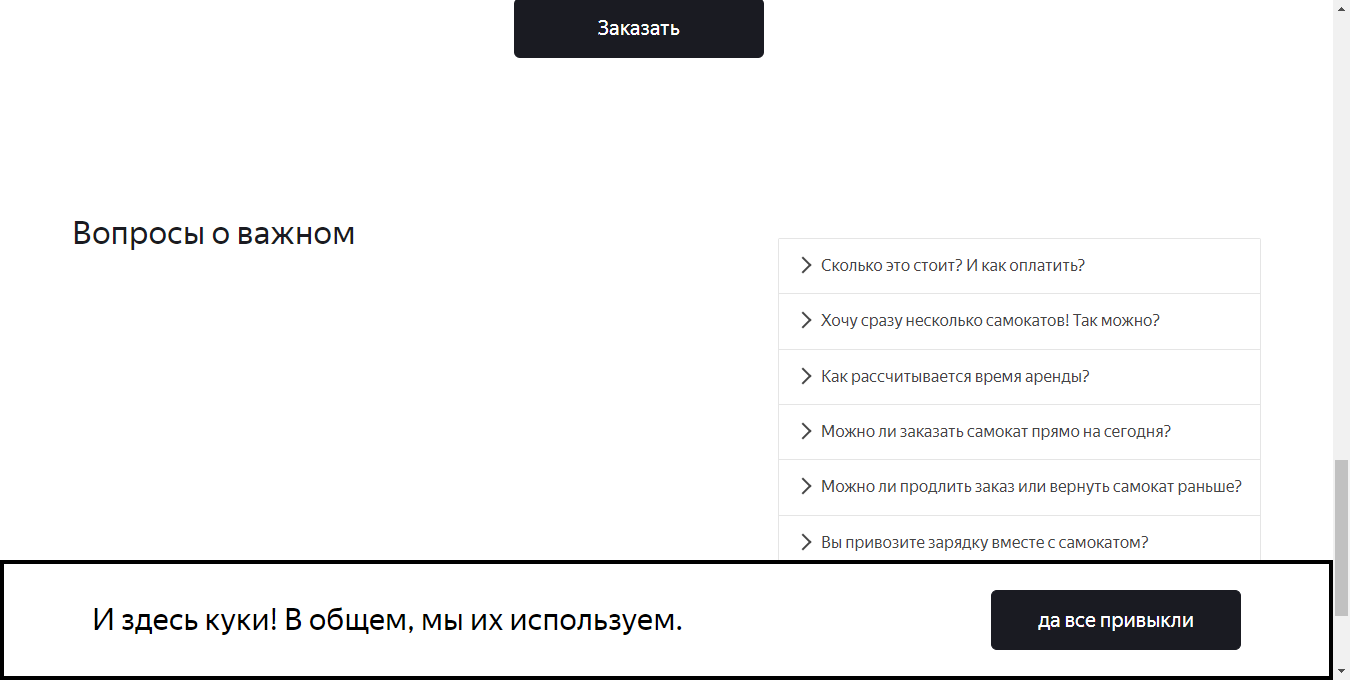 Заказать
Вопросы о важном
Сколько это стоит? И как оплатить?
Хочу сразу несколько самокатов! Так можно?
Как рассчитывается время аренды?
Можно ли заказать самокат прямо на сегодня?
Можно ли продлить заказ или вернуть самокат раньше?
Вы привозите зарядку вместе с самокатом?
И здесь куки! В общем, мы их используем.
да все привыкли